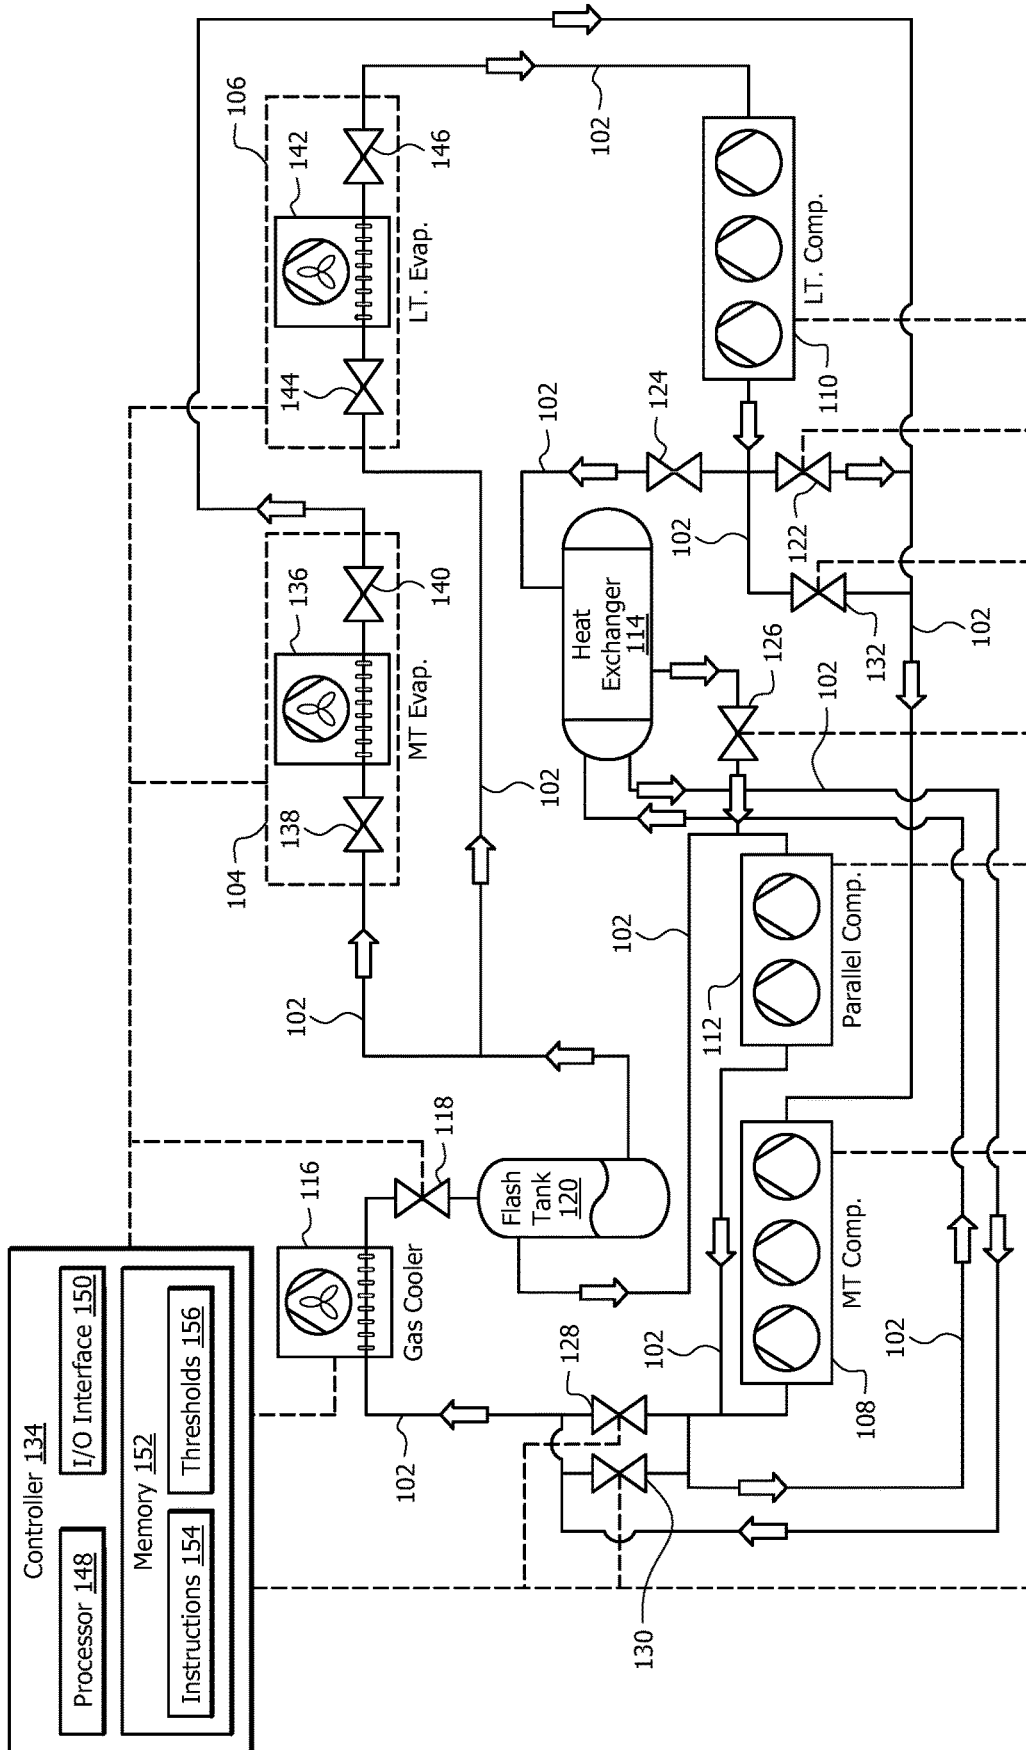 Controller 134
Processor 148
I/O Interface 150
Memory 152
Instructions 154
Thresholds 156
116
Gas Cooler
118
102
Flash
Tank
120
128
130
102
104
138
136
140
MT Evap.
106
144
142
146
LT. Evap.
102
102
102
102
124
Heat
Exchanger
114
126
102
102
122
132
102
LT. Comp.
110
102
112
Parallel Comp.
102
MT Comp.
108
102